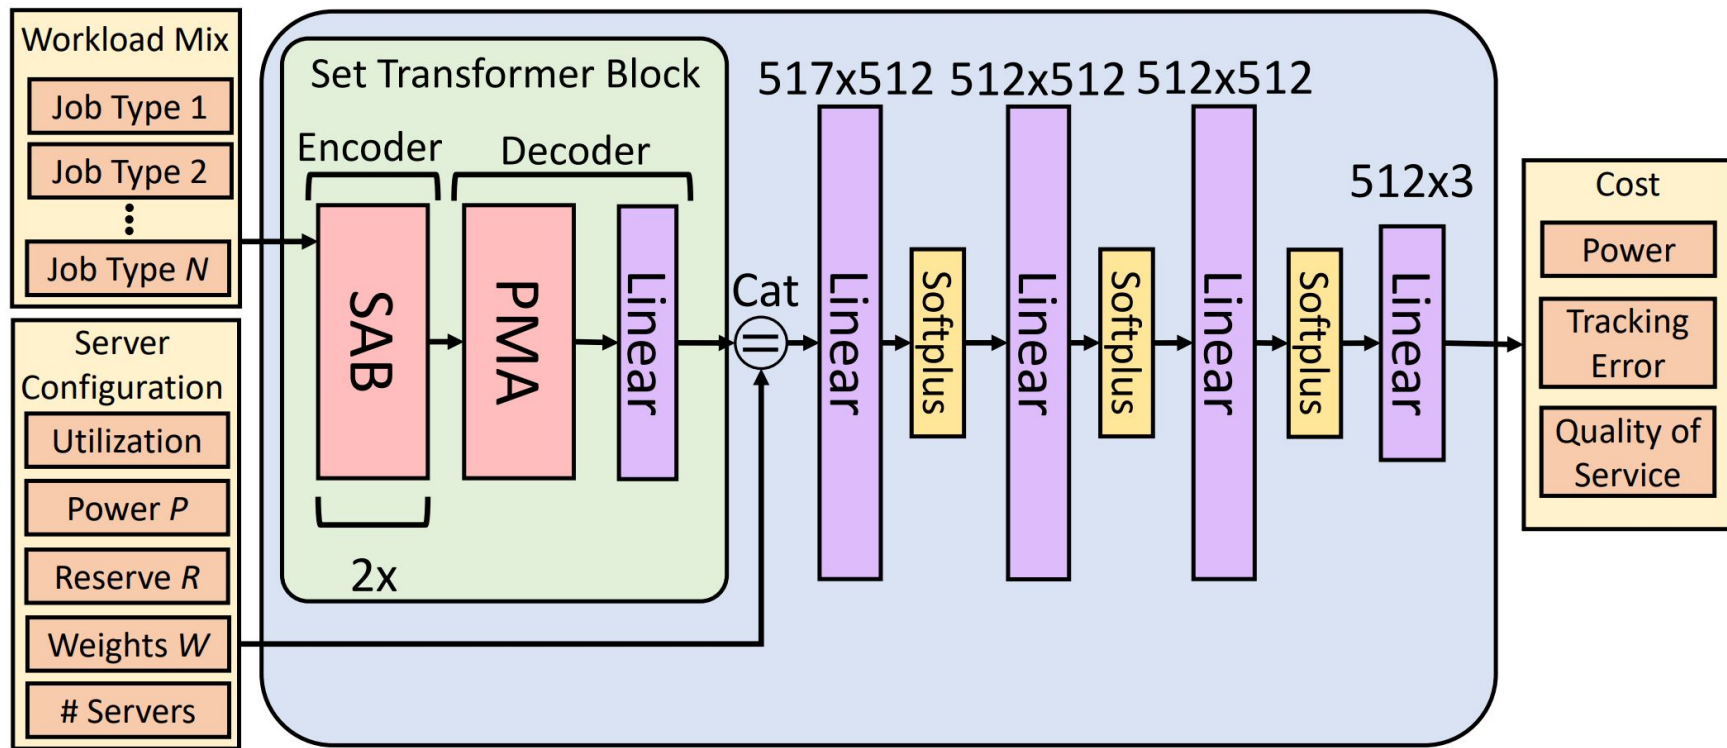 Workload Mix
Job Type 1
Job Type 2
⋮
Job Type N
Server
Configuration
Utilization
Power P
Reserve R
Weights W
# Servers
Set Transformer Block
Encoder
Decoder
SAB
PMA
Linear
2x
Cat
||
517x512
512x512
512x512
512x3
Linear
Softplus
Linear
Softplus
Linear
Softplus
Linear
Cost
Power
Tracking
Error
Quality of
Service